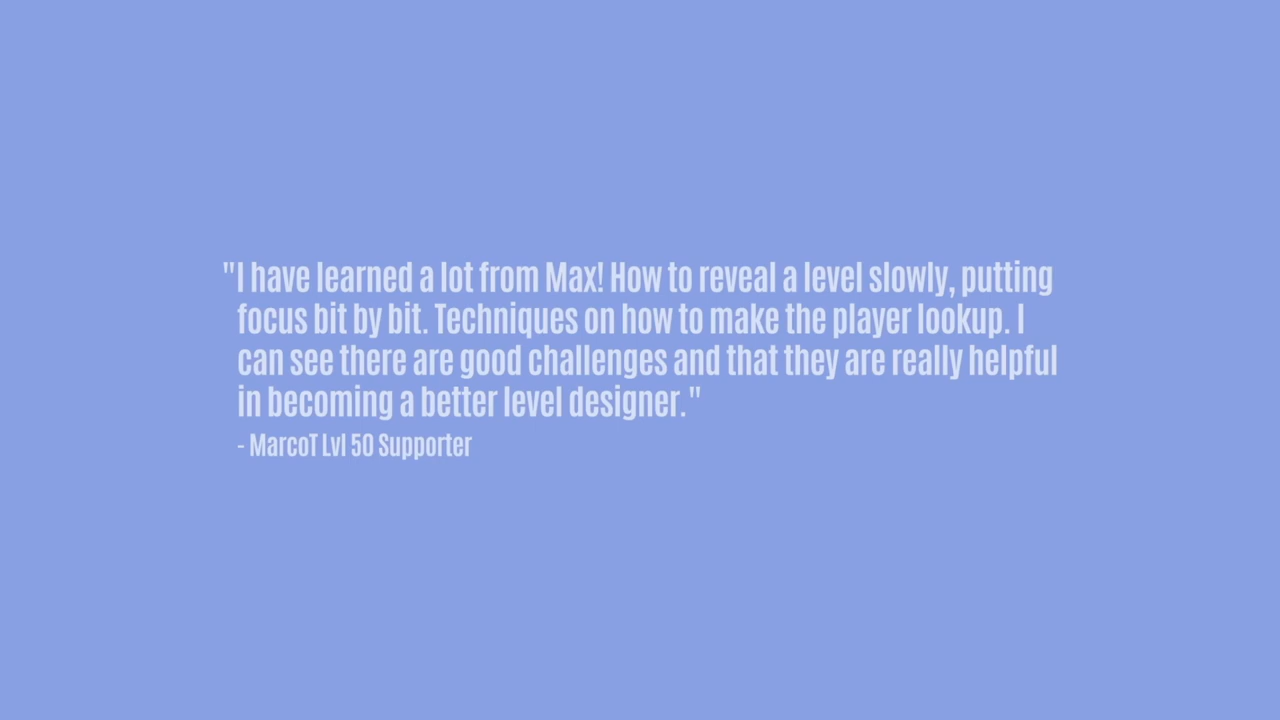 "I have learned a lot from Max! How to reveal a level slowly, putting
focus bit by bit. Techniques on how to make the player lookup. I
can see there are good challenges and that they are really helpful
in becoming a better level designer."
- MarcoT Lvl 50 Supporter